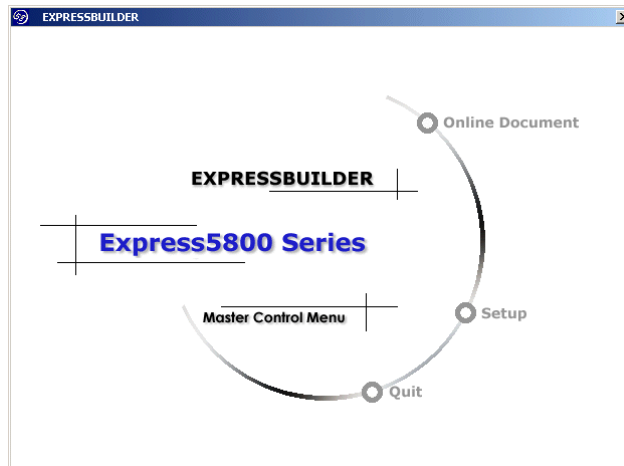 EXPRESSBUILDER
Online Document
EXPRESSBUILDER
Express5800 Series
Master Control Menu
Setup
Quit